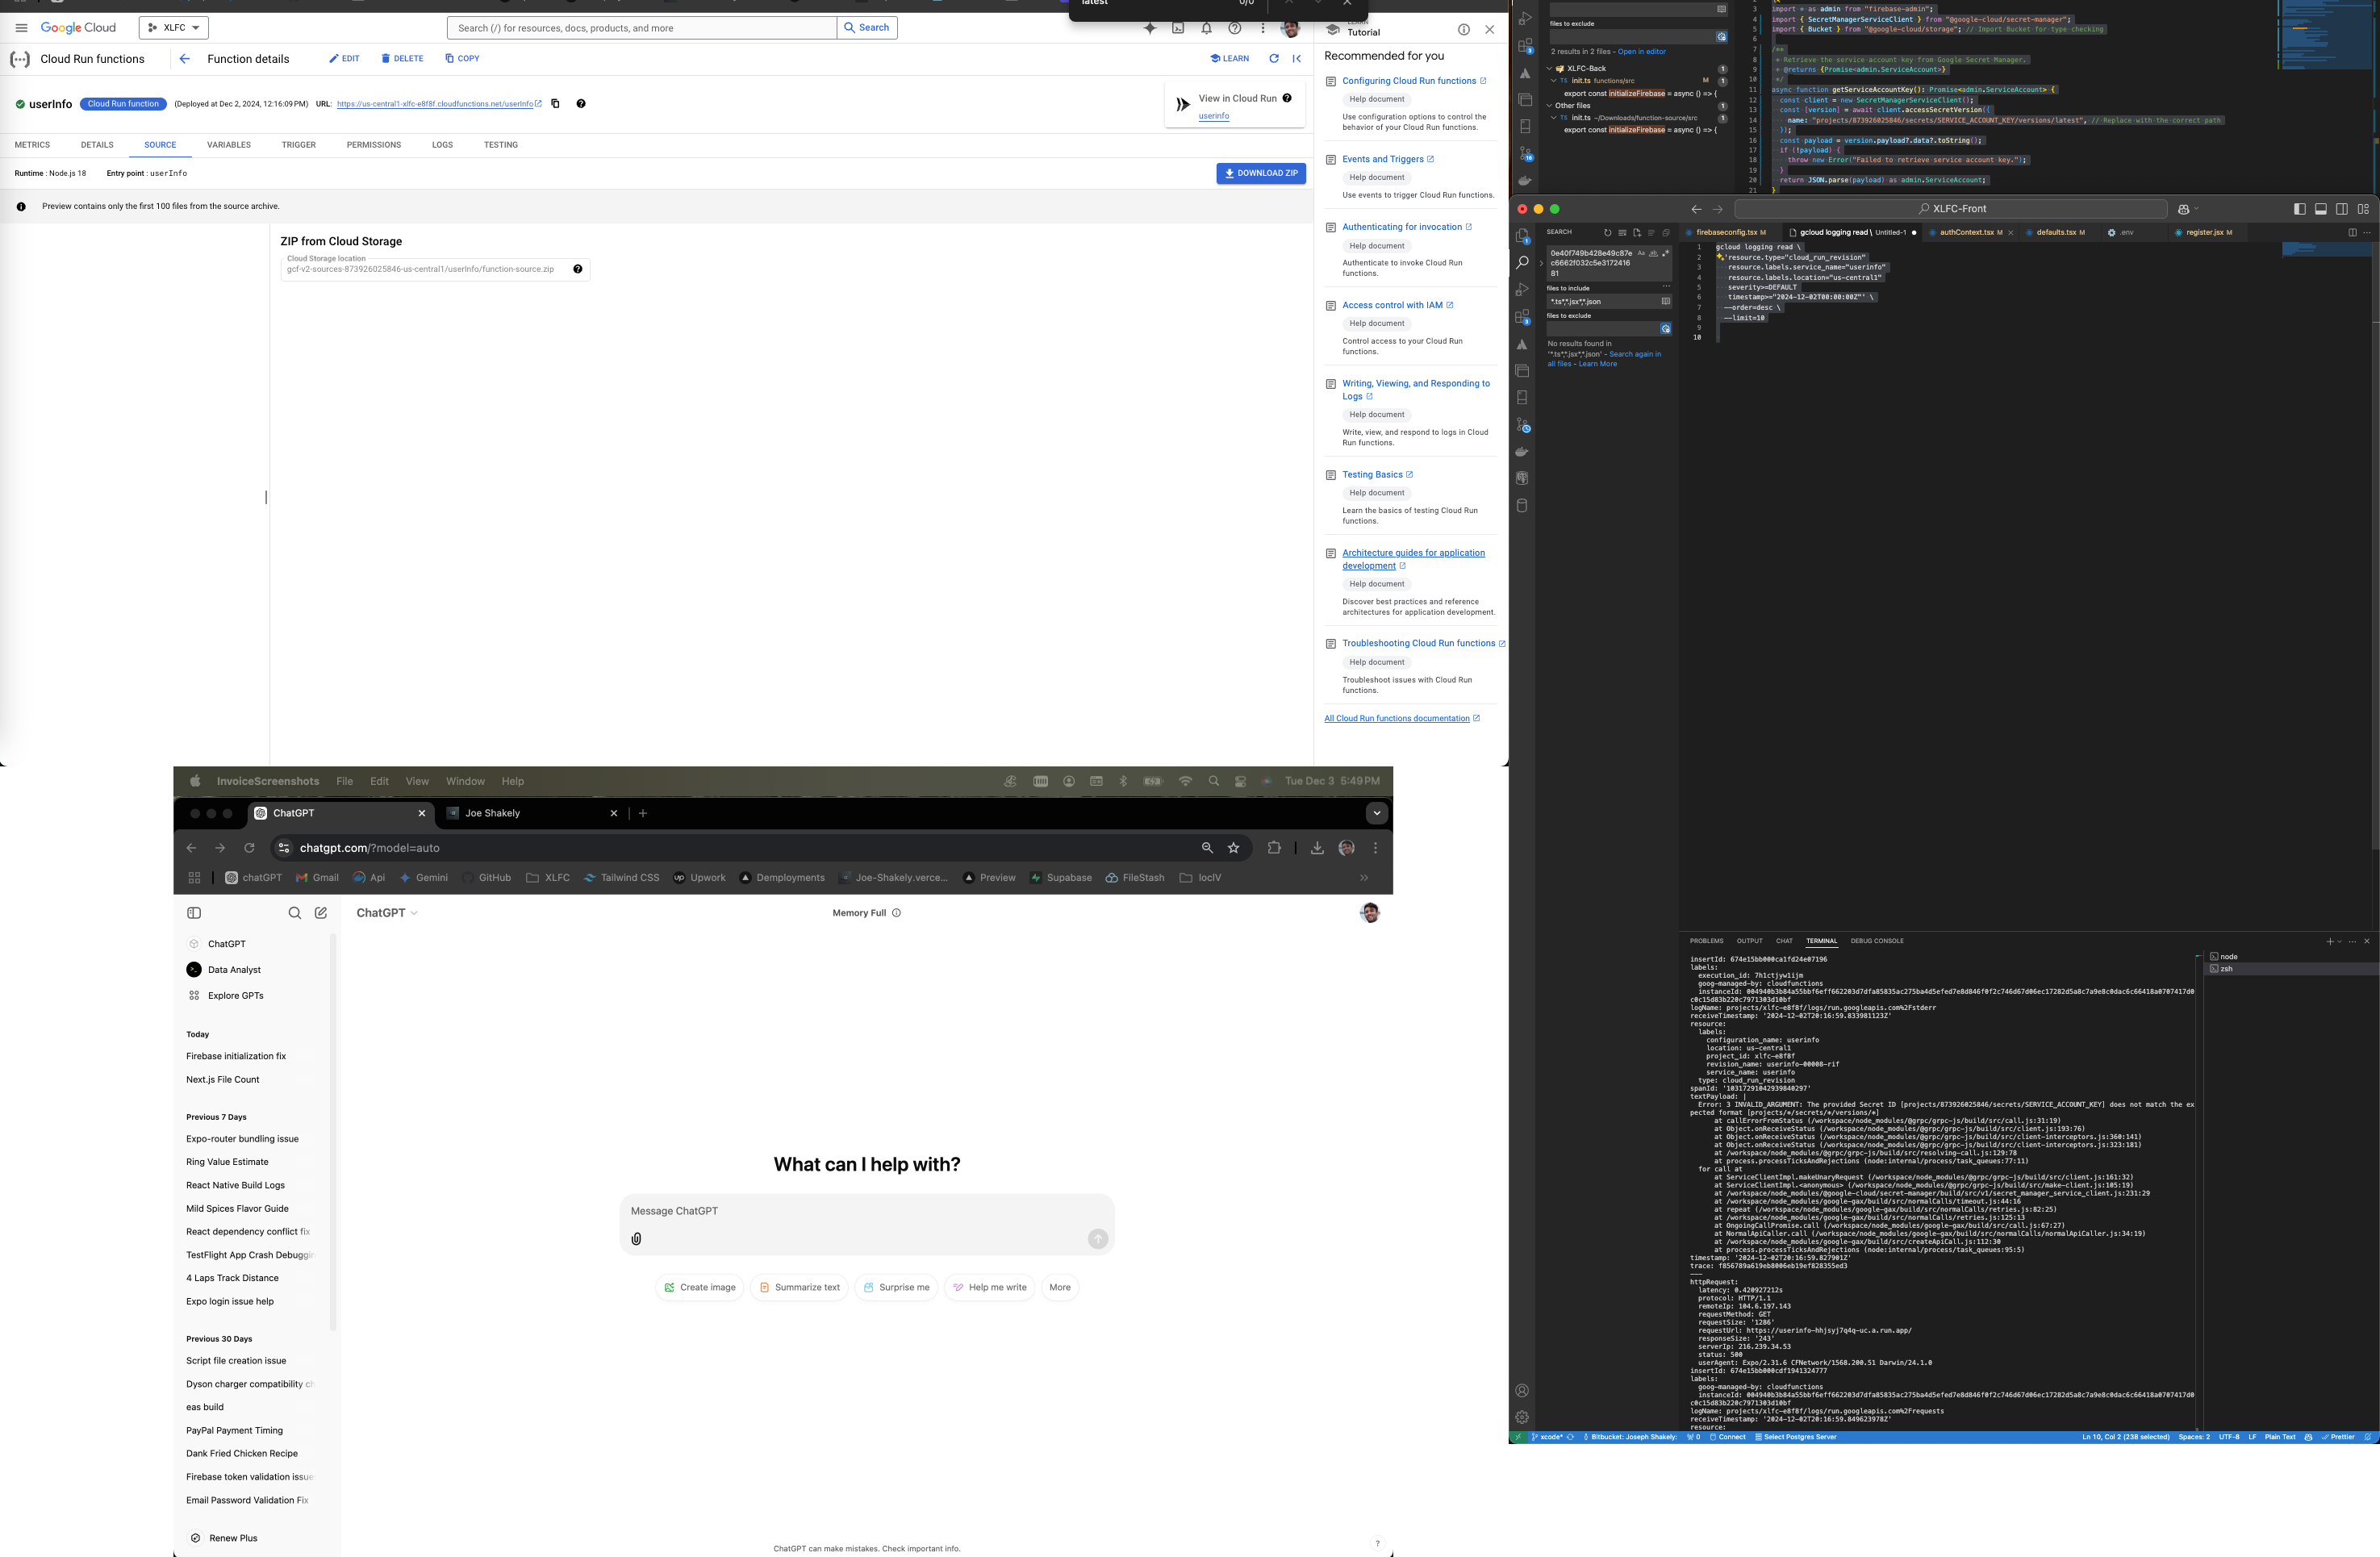 latest
0/0
Google Cloud
XLFC
Search (/) for resources, docs, products, and more
Search
Tutorial
Cloud Run functions
Function details
EDIT
DELETE
COPY
LEARN
userInfo
Cloud Run function
(Deployed at Dec 2, 2024, 12:16:09 PM)
URL: https://us-central1-xlfc-e8f8f.cloudfunctions.net/userInfo
View in Cloud Run
userinfo
METRICS
DETAILS
SOURCE
VARIABLES
TRIGGER
PERMISSIONS
LOGS
TESTING
Runtime : Node.js 18
Entry point : userInfo
DOWNLOAD ZIP
Preview contains only the first 100 files from the source archive.
ZIP from Cloud Storage
Cloud Storage location
gcf-v2-sources-873926025846-us-central1/userInfo/function-source.zip
Recommended for you
Configuring Cloud Run functions
Help document
Use configuration options to control the
behavior of your Cloud Run functions.
Events and Triggers
Help document
Use events to trigger Cloud Run functions.
Authenticating for invocation
Help document
Authenticate to invoke Cloud Run
functions.
Access control with IAM
Help document
Control access to your Cloud Run
functions.
Writing, Viewing, and Responding to
Logs
Help document
Write, view, and respond to logs in Cloud
Run functions.
Testing Basics
Help document
Learn the basics of testing Cloud Run
functions.
Architecture guides for application
development
Help document
Discover best practices and reference
architectures for application development.
Troubleshooting Cloud Run functions
Help document
Troubleshoot issues with Cloud Run
functions.
All Cloud Run functions documentation
files to exclude
2 results in 2 files - Open in editor
XLFC-Back 1
TS init.ts functions/src M 1
export const initializeFirebase = async () => {
Other files 1
TS init.ts ~/Downloads/function-source/src 1
export const initializeFirebase = async () => {
3 import * as admin from "firebase-admin";
4 import { SecretManagerServiceClient } from "@google-cloud/secret-manager";
5 import { Bucket } from "@google-cloud/storage"; // Import Bucket for type checking
6
7 /**
8 * Retrieve the service account key from Google Secret Manager.
9 * @returns {Promise<admin.ServiceAccount>}
10 */
11 async function getServiceAccountKey(): Promise<admin.ServiceAccount> {
12 const client = new SecretManagerServiceClient();
13 const [version] = await client.accessSecretVersion({
14 name: "projects/873926025846/secrets/SERVICE_ACCOUNT_KEY/versions/latest", // Replace with the correct path
15 });
16 const payload = version.payload?.data?.toString();
17 if (!payload) {
18 throw new Error("Failed to retrieve service account key.");
19 }
20 return JSON.parse(payload) as admin.ServiceAccount;
21 }
XLFC-Front
SEARCH
0e40f749b428e49c87e
c6662f032c5e3172416
81
files to include
*.ts*,*.jsx*,*.json
files to exclude
No results found in
'*.ts*,*.jsx*,*.json' - Search again in
all files - Learn More
firebaseconfig.tsx M
gcloud logging read \ Untitled-1
authContext.tsx M
defaults.tsx M
.env
register.jsx M
1 gcloud logging read \
2 'resource.type="cloud_run_revision"
3 resource.labels.service_name="userinfo"
4 resource.labels.location="us-central1"
5 severity>=DEFAULT
6 timestamp>="2024-12-02T00:00:00Z"' \
7 --order=desc \
8 --limit=10
9
10
PROBLEMS
OUTPUT
CHAT
TERMINAL
DEBUG CONSOLE
node
zsh
insertId: 674e15bb000ca1fd24e07196
labels:
execution_id: 7h1ctjyw1ijm
goog-managed-by: cloudfunctions
instanceId: 004940b3b84a55bbf6eff662203d7dfa85835ac275ba4d5efed7e8d846f0f2c746d67d06ec17282d5a8c7a9e8c0dac6c66418a0707417d0
c0c15d83b220c7971303d10bf
logName: projects/xlfc-e8f8f/logs/run.googleapis.com%2Fstderr
receiveTimestamp: '2024-12-02T20:16:59.833981123Z'
resource:
labels:
configuration_name: userinfo
location: us-central1
project_id: xlfc-e8f8f
revision_name: userinfo-00008-rif
service_name: userinfo
type: cloud_run_revision
spanId: '10317291042939840297'
textPayload: |
Error: 3 INVALID_ARGUMENT: The provided Secret ID [projects/873926025846/secrets/SERVICE_ACCOUNT_KEY] does not match the ex
pected format [projects/*/secrets/*/versions/*]
at callErrorFromStatus (/workspace/node_modules/@grpc/grpc-js/build/src/call.js:31:19)
at Object.onReceiveStatus (/workspace/node_modules/@grpc/grpc-js/build/src/client.js:193:76)
at Object.onReceiveStatus (/workspace/node_modules/@grpc/grpc-js/build/src/client-interceptors.js:360:141)
at Object.onReceiveStatus (/workspace/node_modules/@grpc/grpc-js/build/src/client-interceptors.js:323:181)
at /workspace/node_modules/@grpc/grpc-js/build/src/resolving-call.js:129:78
at process.processTicksAndRejections (node:internal/process/task_queues:77:11)
for call at
at ServiceClientImpl.makeUnaryRequest (/workspace/node_modules/@grpc/grpc-js/build/src/client.js:161:32)
at ServiceClientImpl.<anonymous> (/workspace/node_modules/@grpc/grpc-js/build/src/make-client.js:105:19)
at /workspace/node_modules/@google-cloud/secret-manager/build/src/v1/secret_manager_service_client.js:231:29
at /workspace/node_modules/google-gax/build/src/normalCalls/timeout.js:44:16
at repeat (/workspace/node_modules/google-gax/build/src/normalCalls/retries.js:82:25)
at /workspace/node_modules/google-gax/build/src/normalCalls/retries.js:125:13
at OngoingCallPromise.call (/workspace/node_modules/google-gax/build/src/call.js:67:27)
at NormalApiCaller.call (/workspace/node_modules/google-gax/build/src/normalCalls/normalApiCaller.js:34:19)
at /workspace/node_modules/google-gax/build/src/createApiCall.js:112:30
at process.processTicksAndRejections (node:internal/process/task_queues:95:5)
timestamp: '2024-12-02T20:16:59.827901Z'
trace: f856789a619eb8006eb19ef828355ed3
---
httpRequest:
latency: 0.420927212s
protocol: HTTP/1.1
remoteIp: 104.6.197.143
requestMethod: GET
requestSize: '1286'
requestUrl: https://userinfo-hhjsyj7q4q-uc.a.run.app/
responseSize: '243'
serverIp: 216.239.34.53
status: 500
userAgent: Expo/2.31.6 CFNetwork/1568.200.51 Darwin/24.1.0
insertId: 674e15bb000cdf1941324777
labels:
goog-managed-by: cloudfunctions
instanceId: 004940b3b84a55bbf6eff662203d7dfa85835ac275ba4d5efed7e8d846f0f2c746d67d06ec17282d5a8c7a9e8c0dac6c66418a0707417d0
c0c15d83b220c7971303d10bf
logName: projects/xlfc-e8f8f/logs/run.googleapis.com%2Frequests
receiveTimestamp: '2024-12-02T20:16:59.849623978Z'
resource:
xcode*
Bitbucket: Joseph Shakely:
0
Connect
Select Postgres Server
Ln 10, Col 2 (238 selected)
Spaces: 2
UTF-8
LF
Plain Text
Prettier
InvoiceScreenshots
File
Edit
View
Window
Help
Tue Dec 3 5:49 PM
ChatGPT
Joe Shakely
chatgpt.com/?model=auto
chatGPT
Gmail
Api
Gemini
GitHub
XLFC
Tailwind CSS
Upwork
Demployments
Joe-Shakely.verce...
Preview
Supabase
FileStash
locIV
ChatGPT
Memory Full
ChatGPT
Data Analyst
Explore GPTs
Today
Firebase initialization fix
Next.js File Count
Previous 7 Days
Expo-router bundling issue
Ring Value Estimate
React Native Build Logs
Mild Spices Flavor Guide
React dependency conflict fix
TestFlight App Crash Debuggin
4 Laps Track Distance
Expo login issue help
Previous 30 Days
Script file creation issue
Dyson charger compatibility ch
eas build
PayPal Payment Timing
Dank Fried Chicken Recipe
Firebase token validation issue
Email Password Validation Fix
Renew Plus
What can I help with?
Message ChatGPT
Create image
Summarize text
Surprise me
Help me write
More
ChatGPT can make mistakes. Check important info.
?